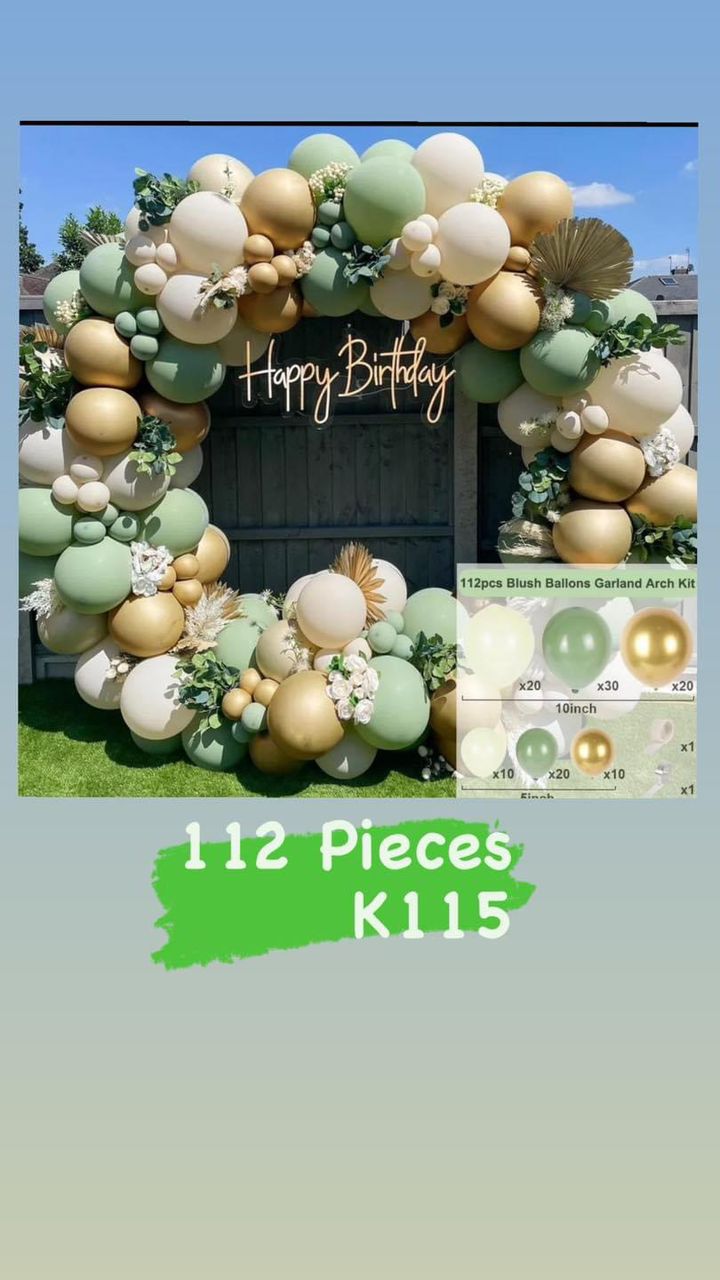 Happy Birthday
112pcs Blush Ballons Garland Arch Kit
x20 x30 x20
10inch
x1
x10 x20 x10
x1
5inch
112 Pieces
K115